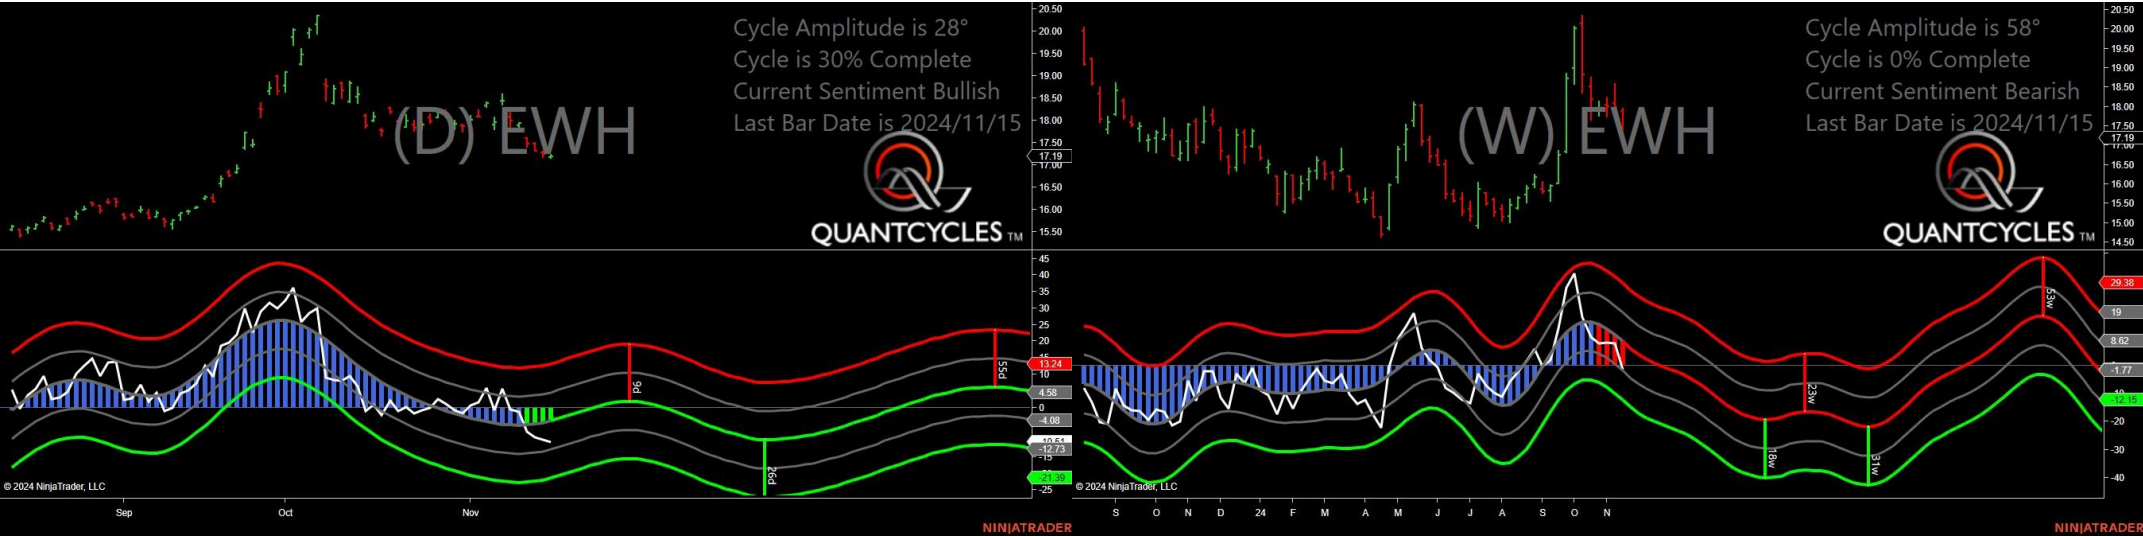 Cycle Amplitude is 28°
Cycle is 30% Complete
Current Sentiment Bullish
Last Bar Date is 2024/11/15
(D) EWH
QUANTCYCLES TM
20.50
20.00
19.50
19.00
18.50
18.00
17.50
17.19
17.00
16.50
16.00
15.50
45
40
35
30
25
20
15
13.24
10
4.58
0
-4.08
-12.73
-15
-21.39
-25
9d
26d
55d
© 2024 NinjaTrader, LLC
Sep Oct Nov
NINJATRADER
Cycle Amplitude is 58°
Cycle is 0% Complete
Current Sentiment Bearish
Last Bar Date is 2024/11/15
(W) EWH
QUANTCYCLES TM
20.50
20.00
19.50
19.00
18.50
18.00
17.50
17.19
17.00
16.50
16.00
15.50
15.00
14.50
29.38
19
8.62
-1.77
-12.15
-20
-30
-40
18w
23w
31w
53w
© 2024 NinjaTrader, LLC
S O N D 24 F M A M J J A S O N
NINJATRADER